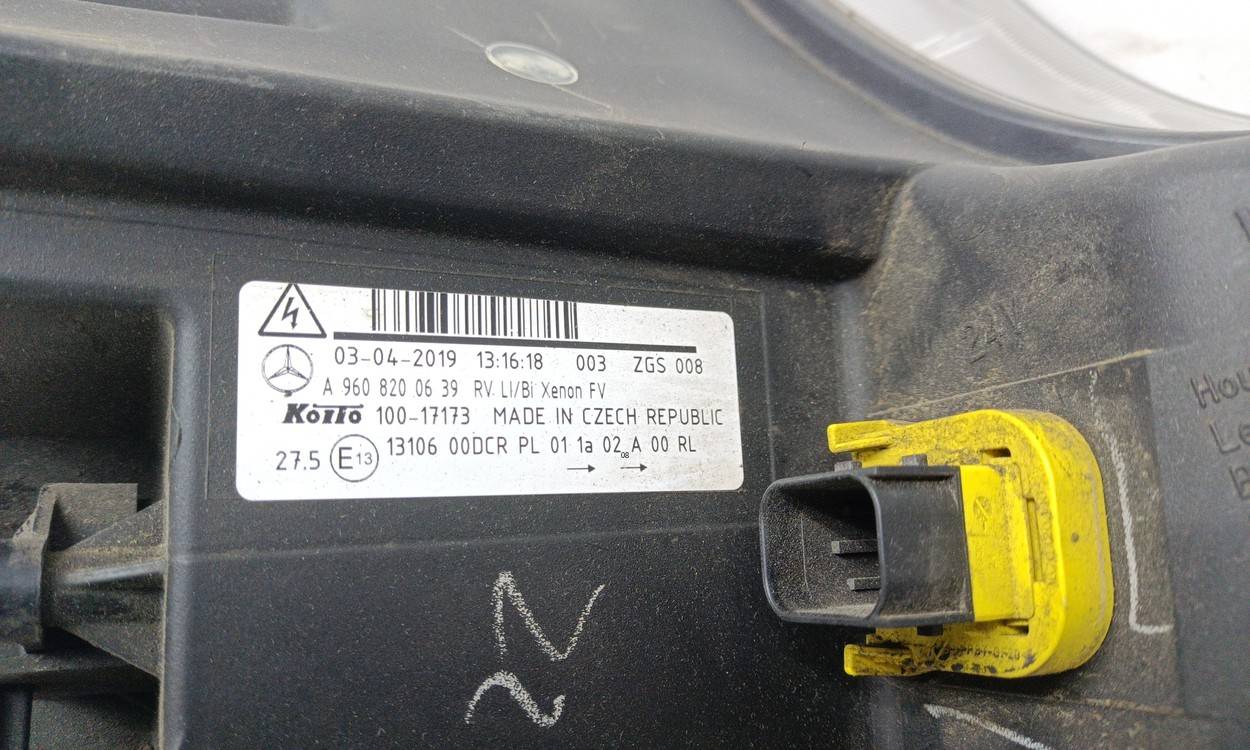 03-04-2019 13:16:18 003 ZGS 008
A 960 820 06 39 RV LI/Bi Xenon FV
100-17173 MADE IN CZECH REPUBLIC
27.5 E13 13106 00DCR PL 01 1a 02 A 00 RL
08
24V